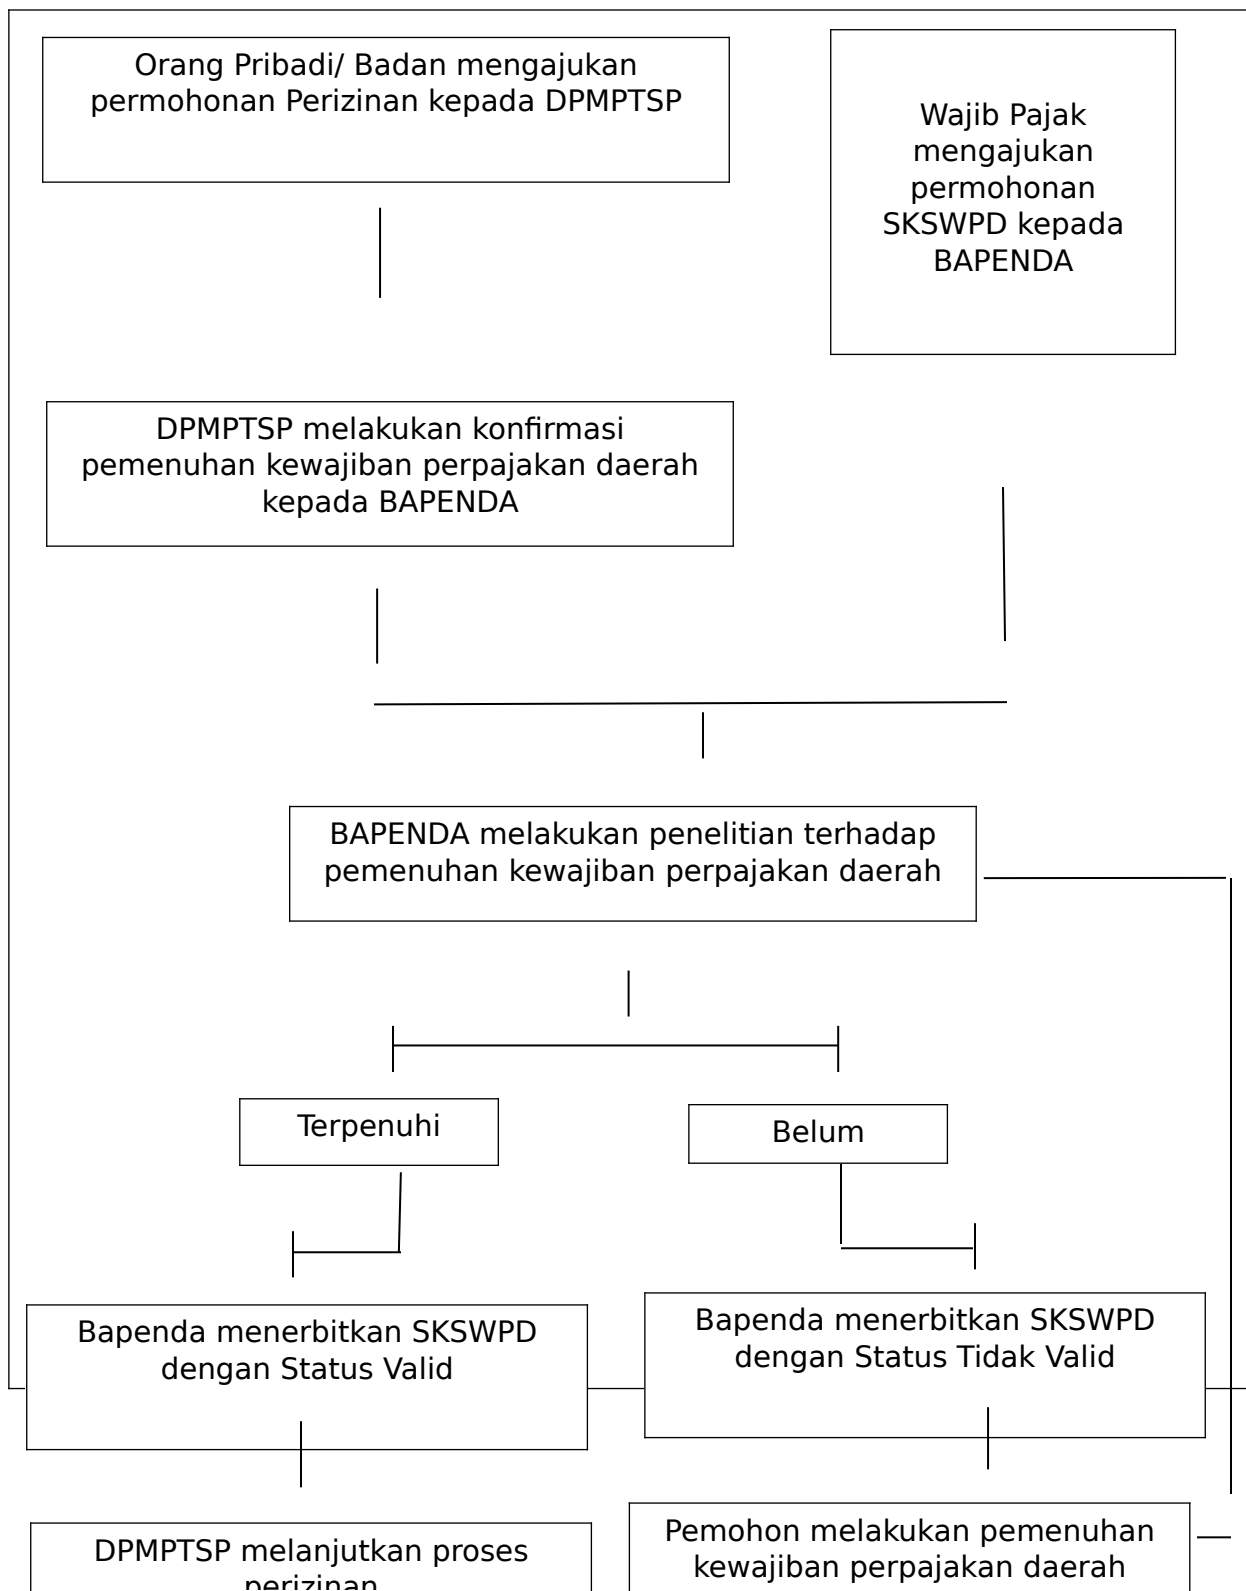 Orang Pribadi/ Badan mengajukan
permohonan Perizinan kepada DPMPTSP
Wajib Pajak
mengajukan
permohonan
SKSWPD kepada
BAPENDA
DPMPTSP melakukan konfirmasi
pemenuhan kewajiban perpajakan daerah
kepada BAPENDA
BAPENDA melakukan penelitian terhadap
pemenuhan kewajiban perpajakan daerah
Terpenuhi
Belum
Bapenda menerbitkan SKSWPD
dengan Status Valid
Bapenda menerbitkan SKSWPD
dengan Status Tidak Valid
DPMPTSP melanjutkan proses
perizinan
Pemohon melakukan pemenuhan
kewajiban perpajakan daerah